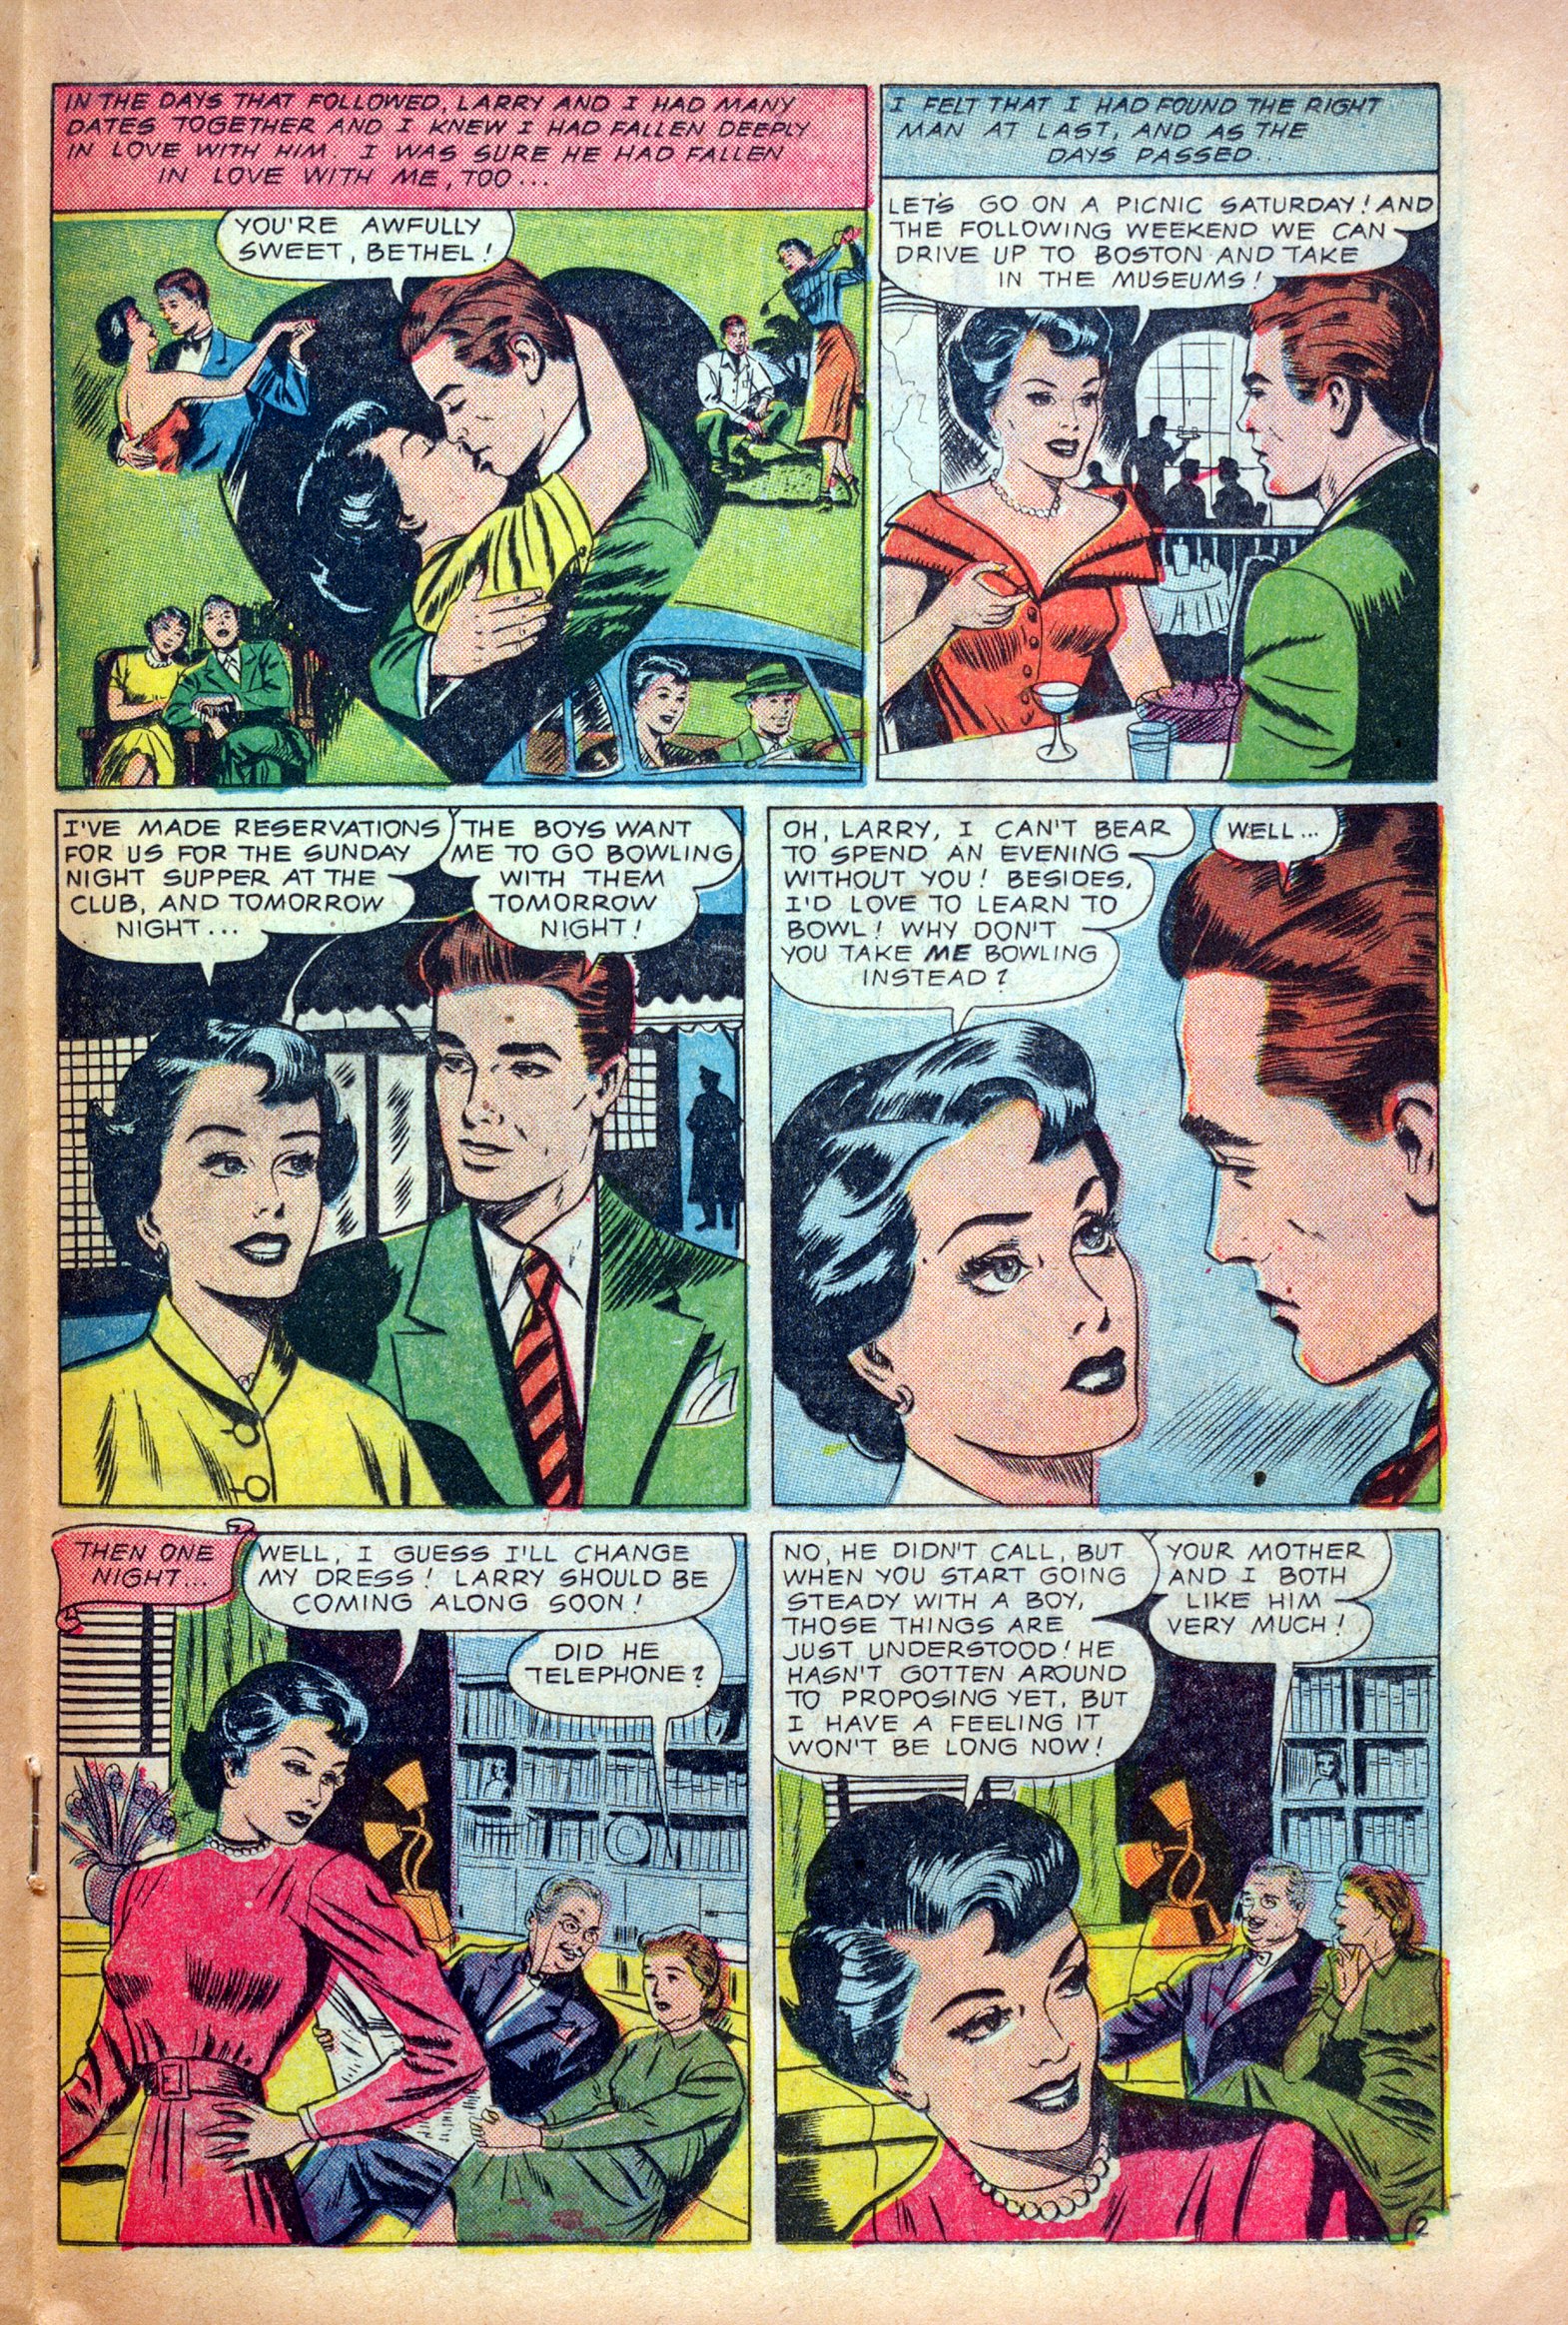 IN THE DAYS THAT FOLLOWED, LARRY AND I HAD MANY
DATES TOGETHER AND I KNEW I HAD FALLEN DEEPLY
IN LOVE WITH HIM. I WAS SURE HE HAD FALLEN
IN LOVE WITH ME, TOO...
YOU'RE AWFULLY
SWEET, BETHEL!
I FELT THAT I HAD FOUND THE RIGHT
MAN AT LAST, AND AS THE
DAYS PASSED...
LET'S GO ON A PICNIC SATURDAY! AND
THE FOLLOWING WEEKEND WE CAN
DRIVE UP TO BOSTON AND TAKE
IN THE MUSEUMS!
I'VE MADE RESERVATIONS
FOR US FOR THE SUNDAY
NIGHT SUPPER AT THE
CLUB, AND TOMORROW
NIGHT...
THE BOYS WANT
ME TO GO BOWLING
WITH THEM
TOMORROW
NIGHT!
OH, LARRY, I CAN'T BEAR
TO SPEND AN EVENING
WITHOUT YOU! BESIDES,
I'D LOVE TO LEARN TO
BOWL! WHY DON'T
YOU TAKE ME BOWLING
INSTEAD?
WELL...
THEN ONE
NIGHT...
WELL, I GUESS I'LL CHANGE
MY DRESS! LARRY SHOULD BE
COMING ALONG SOON!
DID HE
TELEPHONE?
NO, HE DIDN'T CALL, BUT
WHEN YOU START GOING
STEADY WITH A BOY,
THOSE THINGS ARE
JUST UNDERSTOOD! HE
HASN'T GOTTEN AROUND
TO PROPOSING YET, BUT
I HAVE A FEELING IT
WON'T BE LONG NOW!
YOUR MOTHER
AND I BOTH
LIKE HIM
VERY MUCH!
2